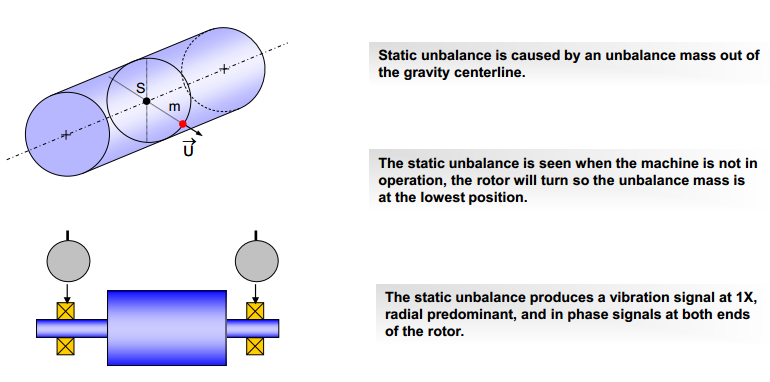 Static unbalance is caused by an unbalance mass out of
the gravity centerline.
S
m
U
The static unbalance is seen when the machine is not in
operation, the rotor will turn so the unbalance mass is
at the lowest position.
The static unbalance produces a vibration signal at 1X,
radial predominant, and in phase signals at both ends
of the rotor.